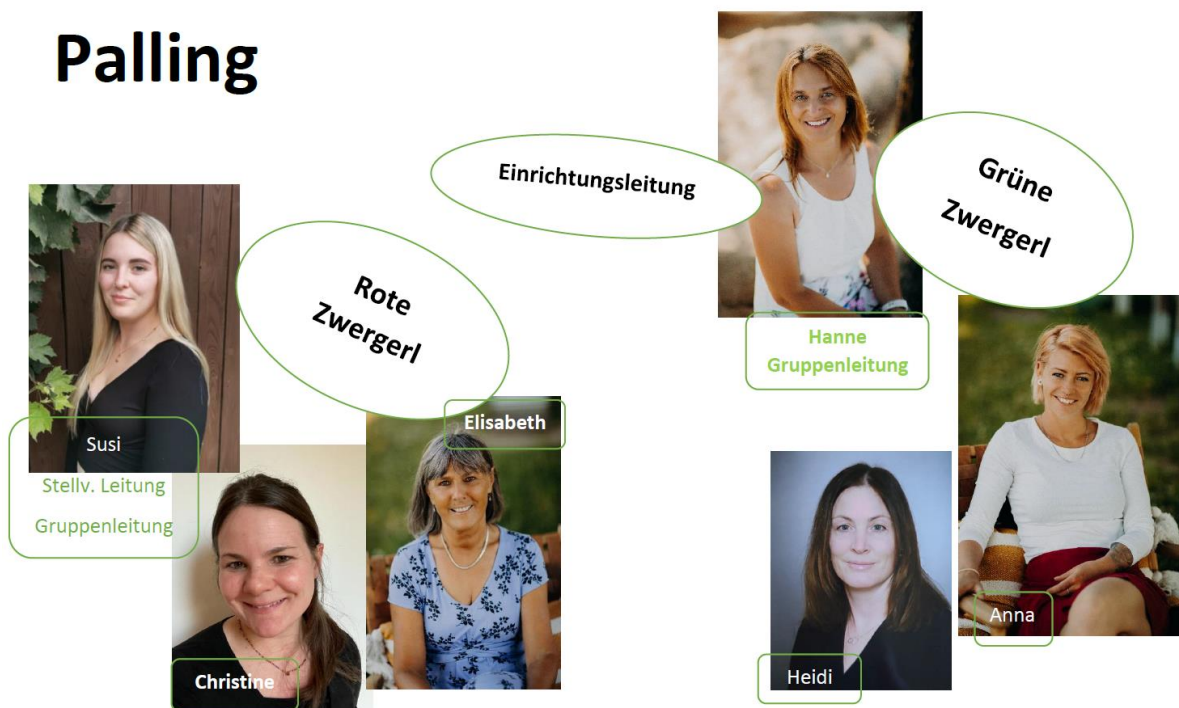 Palling
Einrichtungsleitung
Grüne
Zwergerl
Rote
Zwergerl
Hanne
Gruppenleitung
Susi
Stellv. Leitung
Gruppenleitung
Elisabeth
Christine
Anna
Heidi